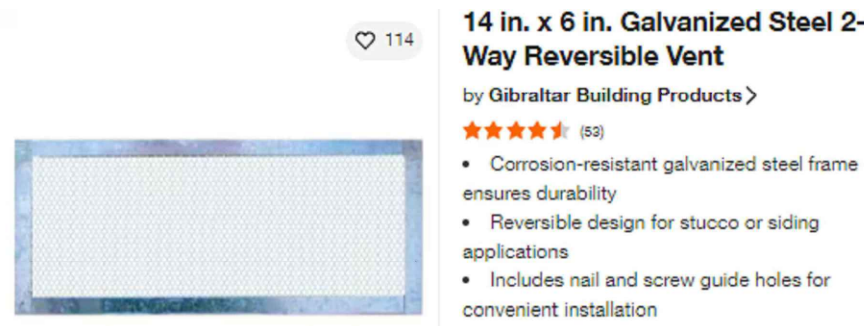 114
14 in. x 6 in. Galvanized Steel 2-
Way Reversible Vent
by Gibraltar Building Products
(53)
• Corrosion-resistant galvanized steel frame
ensures durability
• Reversible design for stucco or siding
applications
• Includes nail and screw guide holes for
convenient installation